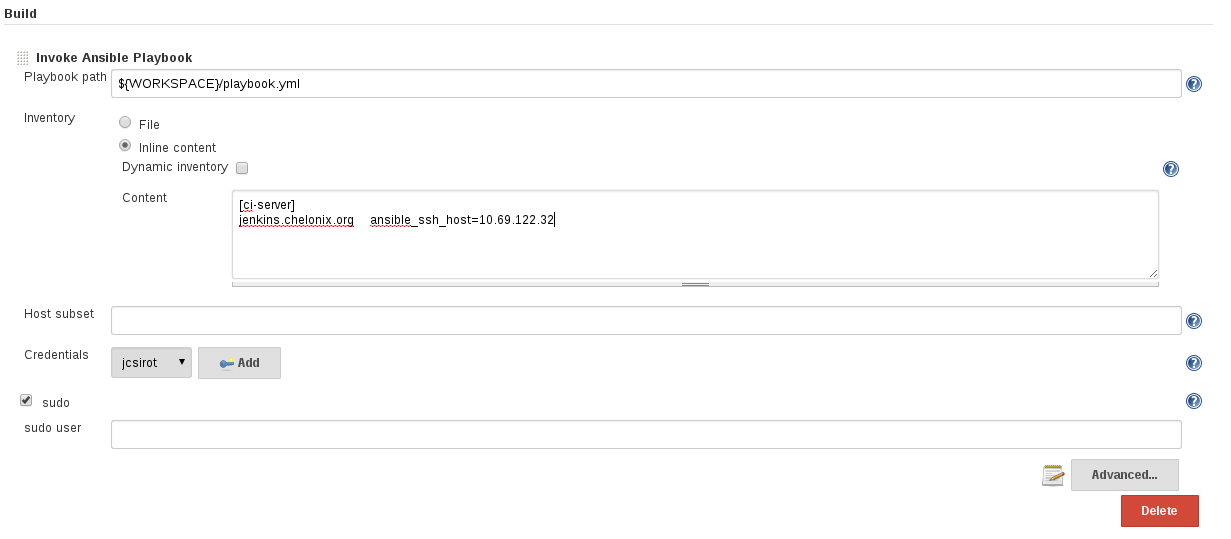 Build
Invoke Ansible Playbook
Playbook path ${WORKSPACE}/playbook.yml
Inventory
File
Inline content
Dynamic inventory
Content
[ci-server]
jenkins.chelonix.org ansible_ssh_host=10.69.122.32
Host subset
Credentials jcsirot Add
sudo
sudo user
Advanced...
Delete